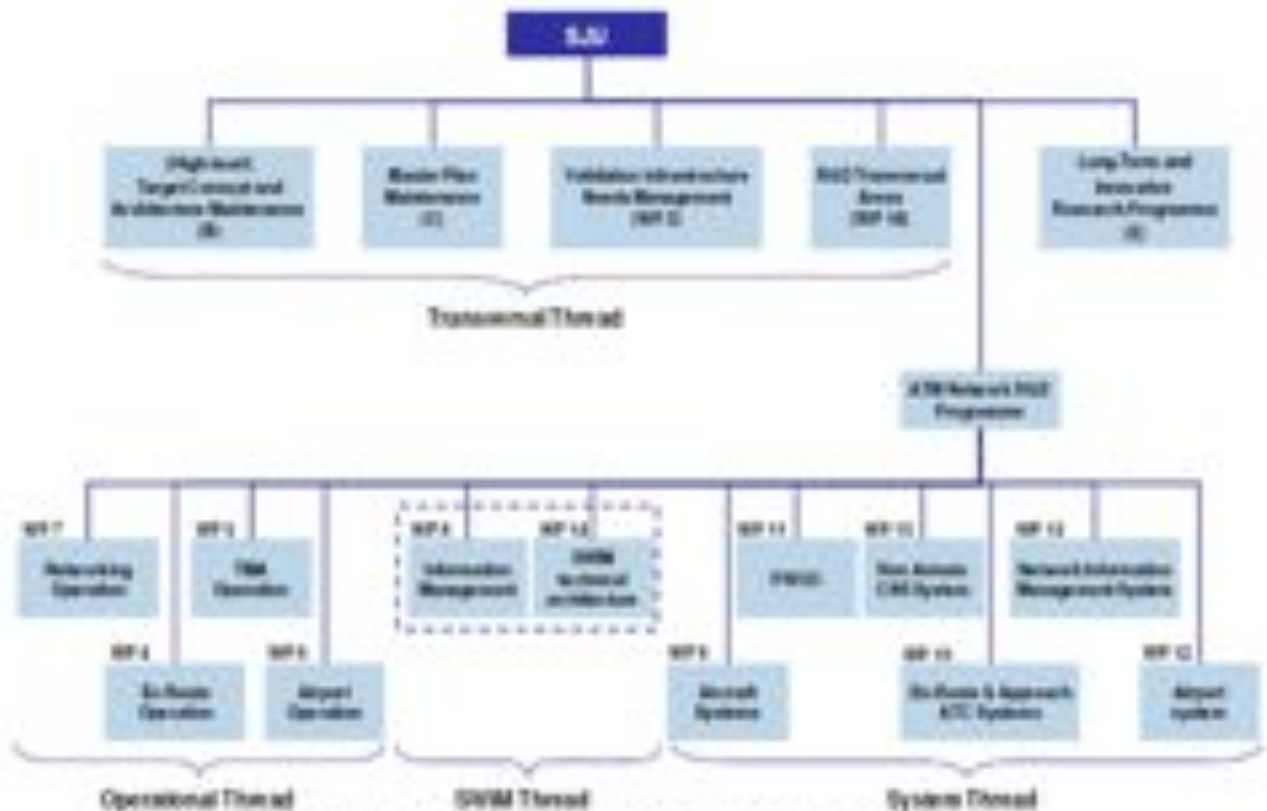 SJU
(High-level)
Target Concept and
Architecture Maintenance
(B)
Master Plan
Maintenance
(C)
Validation Infrastructure
Needs Management
(WP 3)
R&D Transversal
Areas
(WP 16)
Long-Term and
Innovative
Research Programme
(E)
Transversal Thread
ATM Network R&D
Programme
WP 7
Operation
WP 5
TMA
Operation
WP 8
Information
Management
WP 14
SWIM
technical
architecture
WP 11
Non Avionic
CNS System
Network Information
Management System
WP 4
En-Route
Operation
WP 6
Airport
Operation
WP 9
Aircraft
Systems
WP 10
En-Route & Approach
ATC Systems
WP 12
Airport
system
Operational Thread
SWIM Thread
System Thread